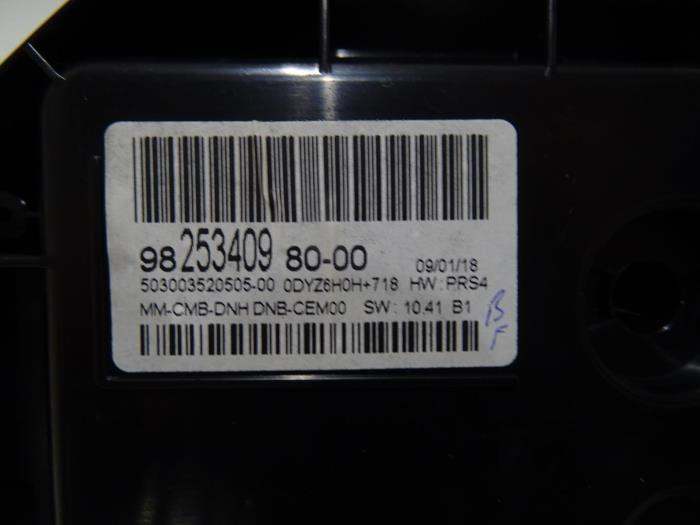 98 253409 80-00 09/01/18
503003520505-00 0DYZ6H0H+718 HW : PRS4
MM-CMB-DNH DNB-CEM00 SW : 10.41 B1
B
F